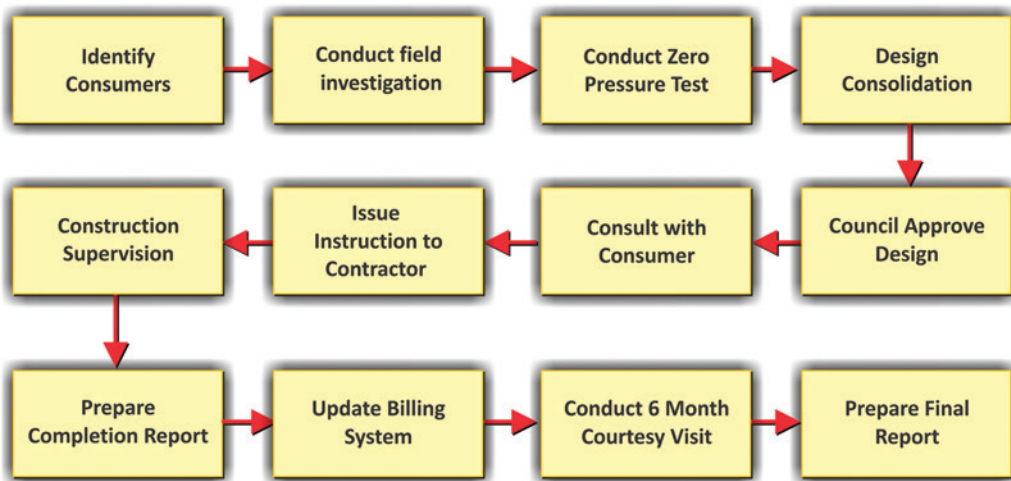 Identify
Consumers
Conduct field
investigation
Conduct Zero
Pressure Test
Design
Consolidation
Council Approve
Design
Consult with
Consumer
Issue
Instruction to
Contractor
Construction
Supervision
Prepare
Completion Report
Update Billing
System
Conduct 6 Month
Courtesy Visit
Prepare Final
Report